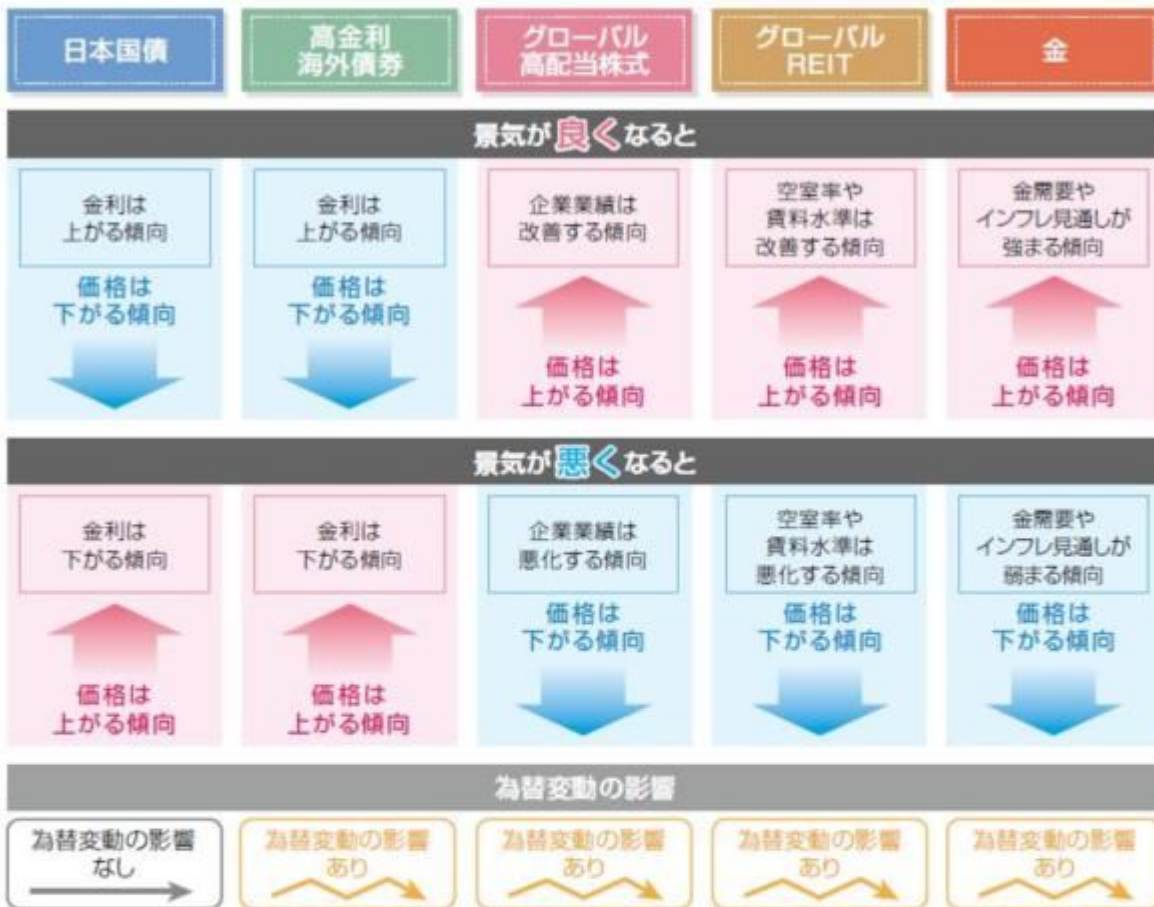 日本国債
高金利
海外債券
グローバル
高配当株式
グローバル
REIT
金
景気が良くなると
金利は
上がる傾向
価格は
下がる傾向
金利は
上がる傾向
価格は
下がる傾向
企業業績は
改善する傾向
価格は
上がる傾向
空室率や
賃料水準は
改善する傾向
価格は
上がる傾向
金需要や
インフレ見通しが
強まる傾向
価格は
上がる傾向
景気が悪くなると
金利は
下がる傾向
価格は
上がる傾向
金利は
下がる傾向
価格は
上がる傾向
企業業績は
悪化する傾向
価格は
下がる傾向
空室率や
賃料水準は
悪化する傾向
価格は
下がる傾向
金需要や
インフレ見通しが
弱まる傾向
価格は
下がる傾向
為替変動の影響
為替変動の影響
なし
為替変動の影響
あり
為替変動の影響
あり
為替変動の影響
あり
為替変動の影響
あり